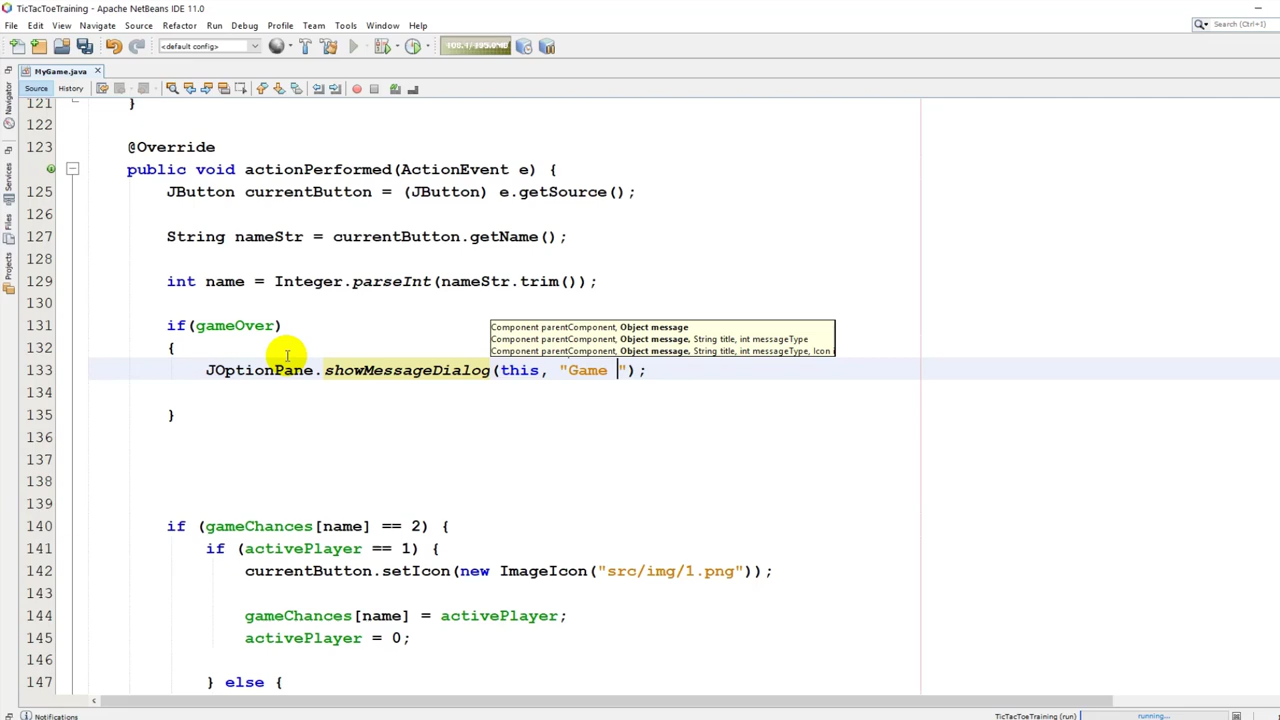 TicTacToeTraining - Apache NetBeans IDE 11.0
File Edit View Navigate Source Refactor Run Debug Profile Team Tools Window Help
Search (Ctrl+I)
<default config>
MyGame.java
Source History
Navigator
Services
Files
Projects
121 }
122
123 @Override
public void actionPerformed(ActionEvent e) {
125 JButton currentButton = (JButton) e.getSource();
126
127 String nameStr = currentButton.getName();
128
129 int name = Integer.parseInt(nameStr.trim());
130
131 if(gameOver)
Component parentComponent, Object message
Component parentComponent, Object message, String title, int messageType
Component parentComponent, Object message, String title, int messageType, Icon
132 {
133 JOptionPane.showMessageDialog(this, "Game ");
134
135 }
136
137
138
139
140 if (gameChances[name] == 2) {
141 if (activePlayer == 1) {
142 currentButton.setIcon(new ImageIcon("src/img/1.png"));
143
144 gameChances[name] = activePlayer;
145 activePlayer = 0;
146
147 } else {
Notifications
TicTacToeTraining (run) running...